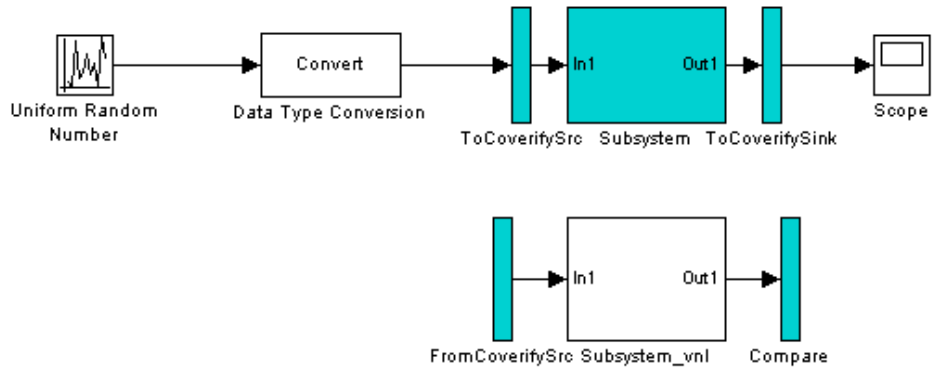 Convert
In1
Out1
Uniform Random
Number
Data Type Conversion
Scope
ToCoverifySrc
Subsystem
ToCoverifySink
In1
Out1
FromCoverifySrc
Subsystem_vnl
Compare